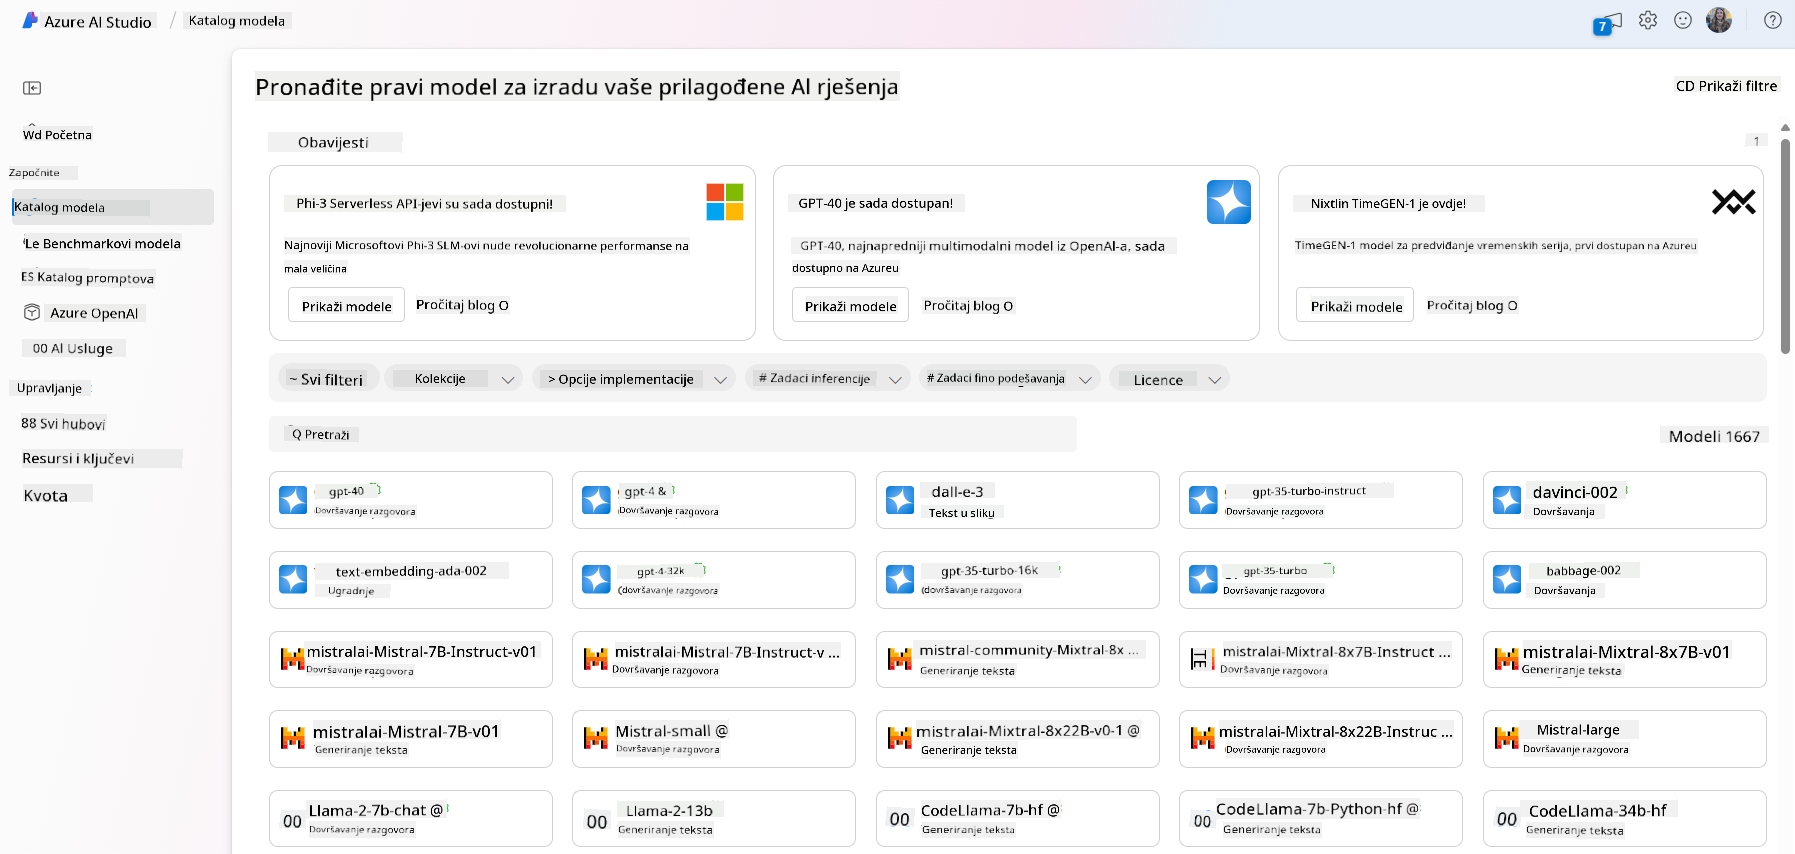 Azure AI Studio / Katalog modela
7
Pronađite pravi model za izradu vaše prilagođene AI rješenja
CD Prikaži filtre
Wd Početna
Započnite
Katalog modela
Le Benchmarkovi modela
ES Katalog promptova
Azure OpenAI
00 AI Usluge
Upravljanje
88 Svi hubovi
Resursi i ključevi
Kvota
Obavijesti
1
Phi-3 Serverless API-jevi su sada dostupni!
Najnoviji Microsoftovi Phi-3 SLM-ovi nude revolucionarne performanse na
mala veličina
Prikaži modele
Pročitaj blog O
GPT-40 je sada dostupan!
GPT-40, najnapredniji multimodalni model iz OpenAI-a, sada
dostupno na Azureu
Prikaži modele
Pročitaj blog O
Nixtlin TimeGEN-1 je ovdje!
TimeGEN-1 model za predviđanje vremenskih serija, prvi dostupan na Azureu
Prikaži modele
Pročitaj blog O
~ Svi filteri
Kolekcije
> Opcije implementacije
# Zadaci inferencije
# Zadaci fino podešavanja
Licence
Q Pretraži
Modeli 1667
gpt-40
Dovršavanje razgovora
gpt-4 &
Dovršavanje razgovora
dall-e-3
Tekst u sliku
gpt-35-turbo-instruct
Dovršavanje razgovora
davinci-002
Dovršavanja
text-embedding-ada-002
Ugradnje
gpt-4-32k
(dovršavanje razgovora
gpt-35-turbo-16k
(dovršavanje razgovora
gpt-35-turbo
Dovršavanje razgovora
babbage-002
Dovršavanja
mistralai-Mistral-7B-Instruct-v01
Dovršavanje razgovora
mistralai-Mistral-7B-Instruct-v ...
Dovršavanje razgovora
mistral-community-Mixtral-8x ...
Generiranje teksta
mistralai-Mixtral-8x7B-Instruct ...
Dovršavanje razgovora
mistralai-Mixtral-8x7B-v01
Generiranje teksta
mistralai-Mistral-7B-v01
Generiranje teksta
Mistral-small @
Dovršavanje razgovora
mistralai-Mixtral-8x22B-v0-1 @
Generiranje teksta
mistralai-Mixtral-8x22B-Instruc ...
Dovršavanje razgovora
Mistral-large
Dovršavanje razgovora
00 Llama-2-7b-chat @
Dovršavanje razgovora
00 Llama-2-13b
Generiranje teksta
00 CodeLlama-7b-hf @
Generiranje teksta
00 CodeLlama-7b-Python-hf @
Generiranje teksta
00 CodeLlama-34b-hf
Generiranje teksta